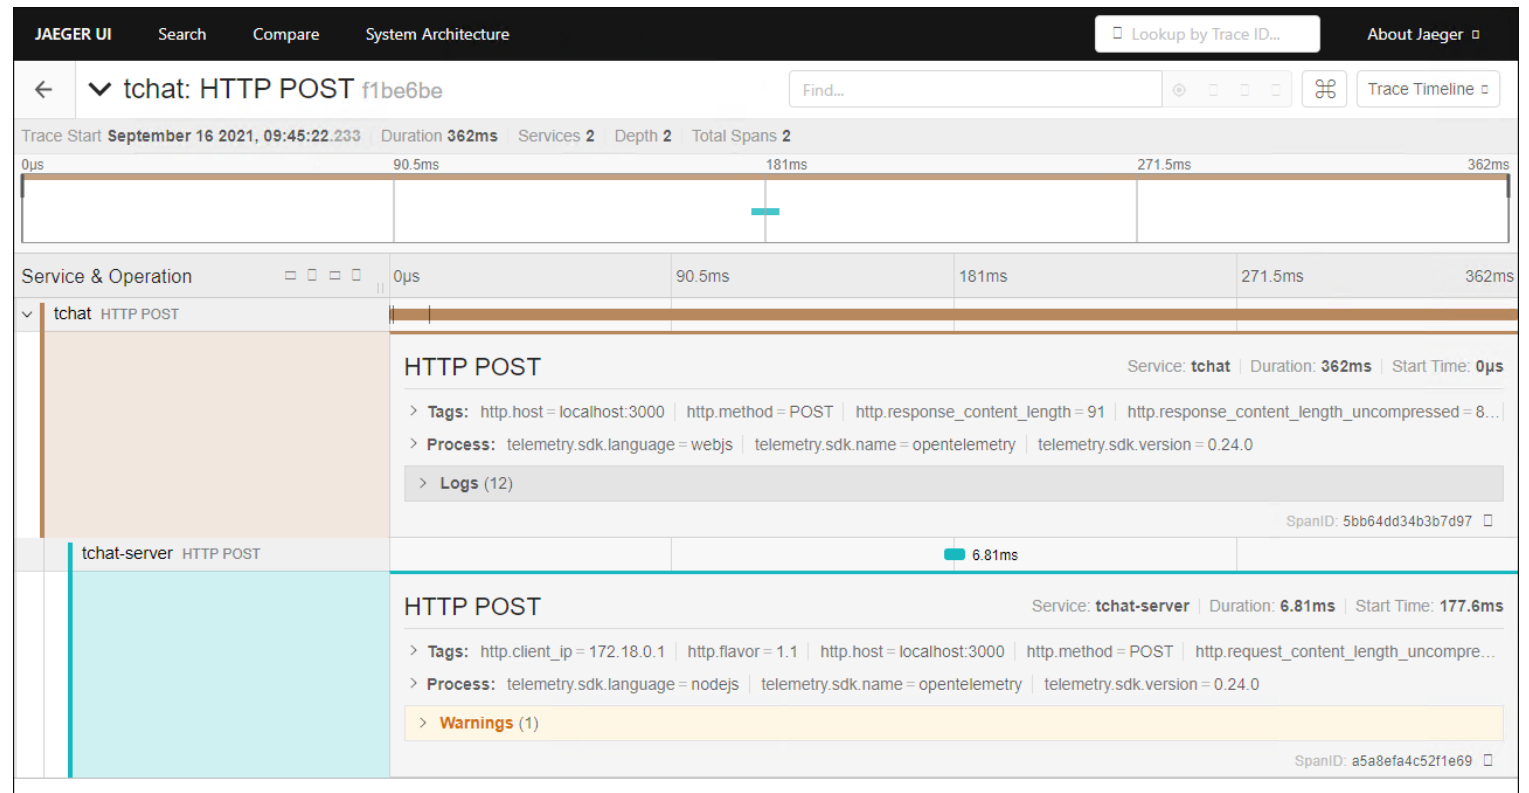 JAEGER UI Search Compare System Architecture Lookup by Trace ID... About Jaeger
tchat: HTTP POST f1be6be Find... Trace Timeline
Trace Start September 16 2021, 09:45:22.233 Duration 362ms Services 2 Depth 2 Total Spans 2
0μs 90.5ms 181ms 271.5ms 362ms
Service & Operation 0μs 90.5ms 181ms 271.5ms 362ms
tchat HTTP POST
HTTP POST Service: tchat Duration: 362ms Start Time: 0μs
Tags: http.host = localhost:3000 http.method = POST http.response_content_length = 91 http.response_content_length_uncompressed = 8...
Process: telemetry.sdk.language = webjs telemetry.sdk.name = opentelemetry telemetry.sdk.version = 0.24.0
Logs (12)
SpanID: 5bb64dd34b3b7d97
tchat-server HTTP POST 6.81ms
HTTP POST Service: tchat-server Duration: 6.81ms Start Time: 177.6ms
Tags: http.client_ip = 172.18.0.1 http.flavor = 1.1 http.host = localhost:3000 http.method = POST http.request_content_length_uncompre...
Process: telemetry.sdk.language = nodejs telemetry.sdk.name = opentelemetry telemetry.sdk.version = 0.24.0
Warnings (1)
SpanID: a5a8efa4c52f1e69